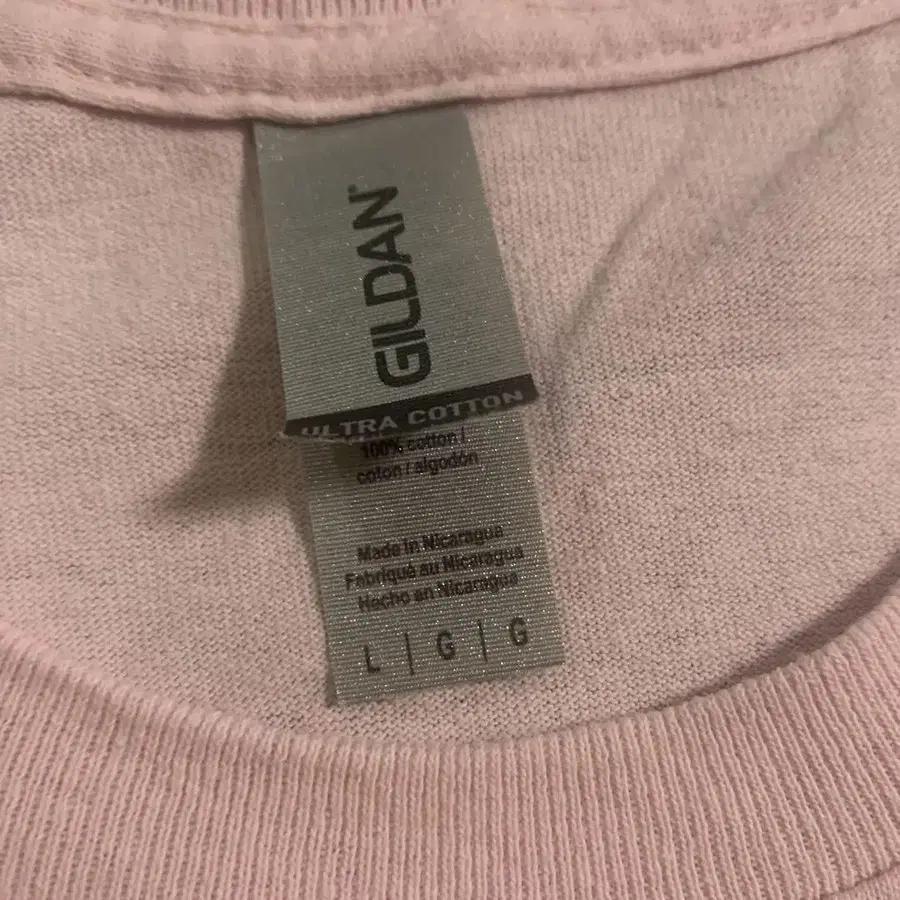 GILDAN®
ULTRA COTTON
100% cotton /
coton / algodón
Made in Nicaragua
Fabriqué au Nicaragua
Hecho en Nicaragua
L | G | G